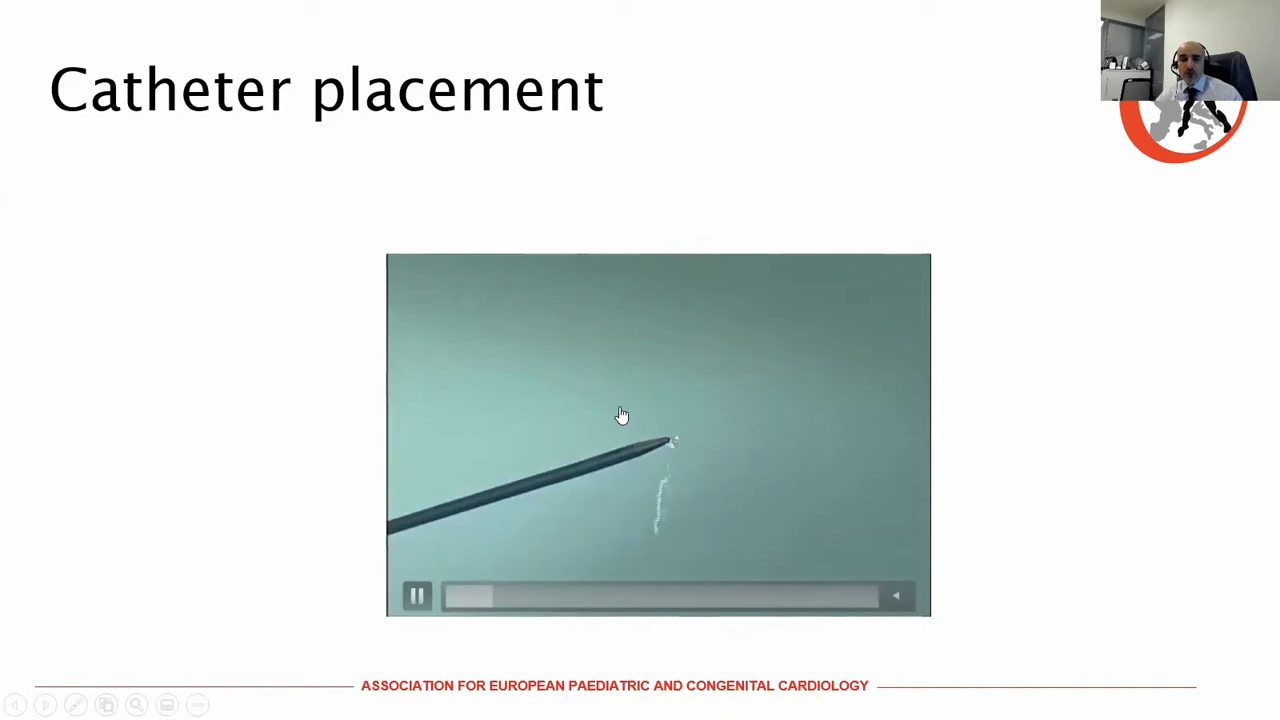 Catheter placement
ASSOCIATION FOR EUROPEAN PAEDIATRIC AND CONGENITAL CARDIOLOGY